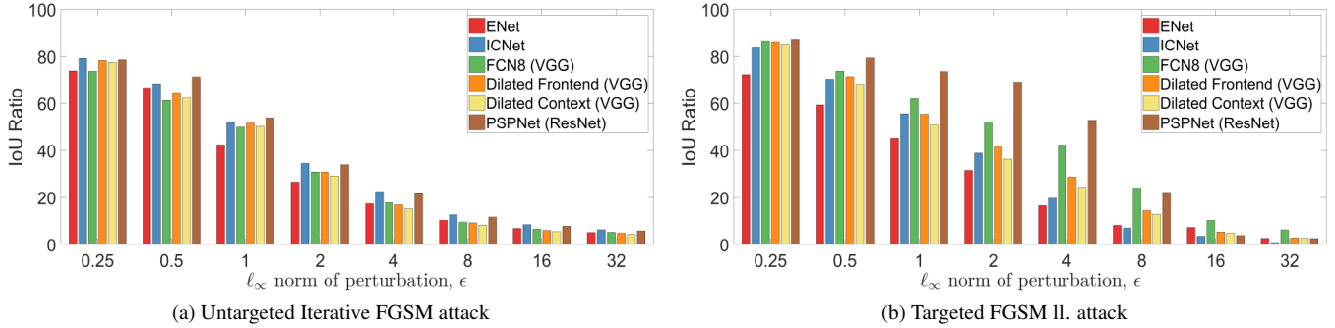 100
80
60
40
20
0
IoU Ratio
ENet
ICNet
FCN8 (VGG)
Dilated Frontend (VGG)
Dilated Context (VGG)
PSPNet (ResNet)
0.25 0.5 1 2 4 8 16 32
ℓ∞ norm of perturbation, ϵ
(a) Untargeted Iterative FGSM attack
100
80
60
40
20
0
IoU Ratio
ENet
ICNet
FCN8 (VGG)
Dilated Frontend (VGG)
Dilated Context (VGG)
PSPNet (ResNet)
0.25 0.5 1 2 4 8 16 32
ℓ∞ norm of perturbation, ϵ
(b) Targeted FGSM ll. attack